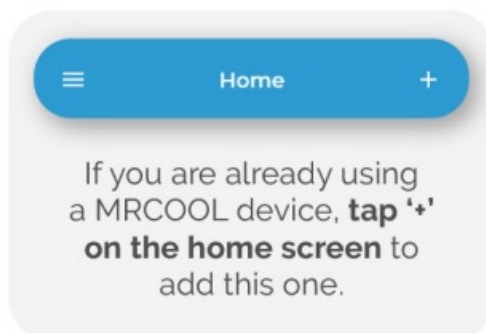 Home
If you are already using
a MRCOOL device, tap ‘+’
on the home screen to
add this one.